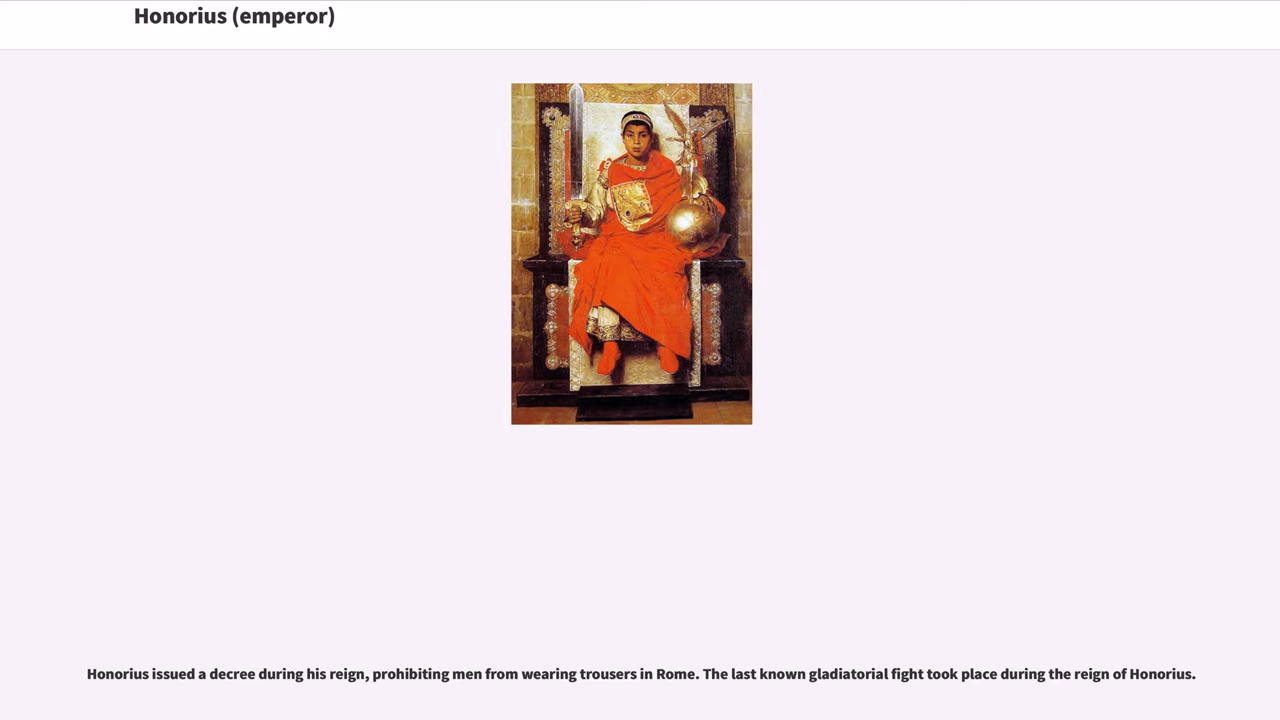 Honorius (emperor)
Honorius issued a decree during his reign, prohibiting men from wearing trousers in Rome. The last known gladiatorial fight took place during the reign of Honorius.